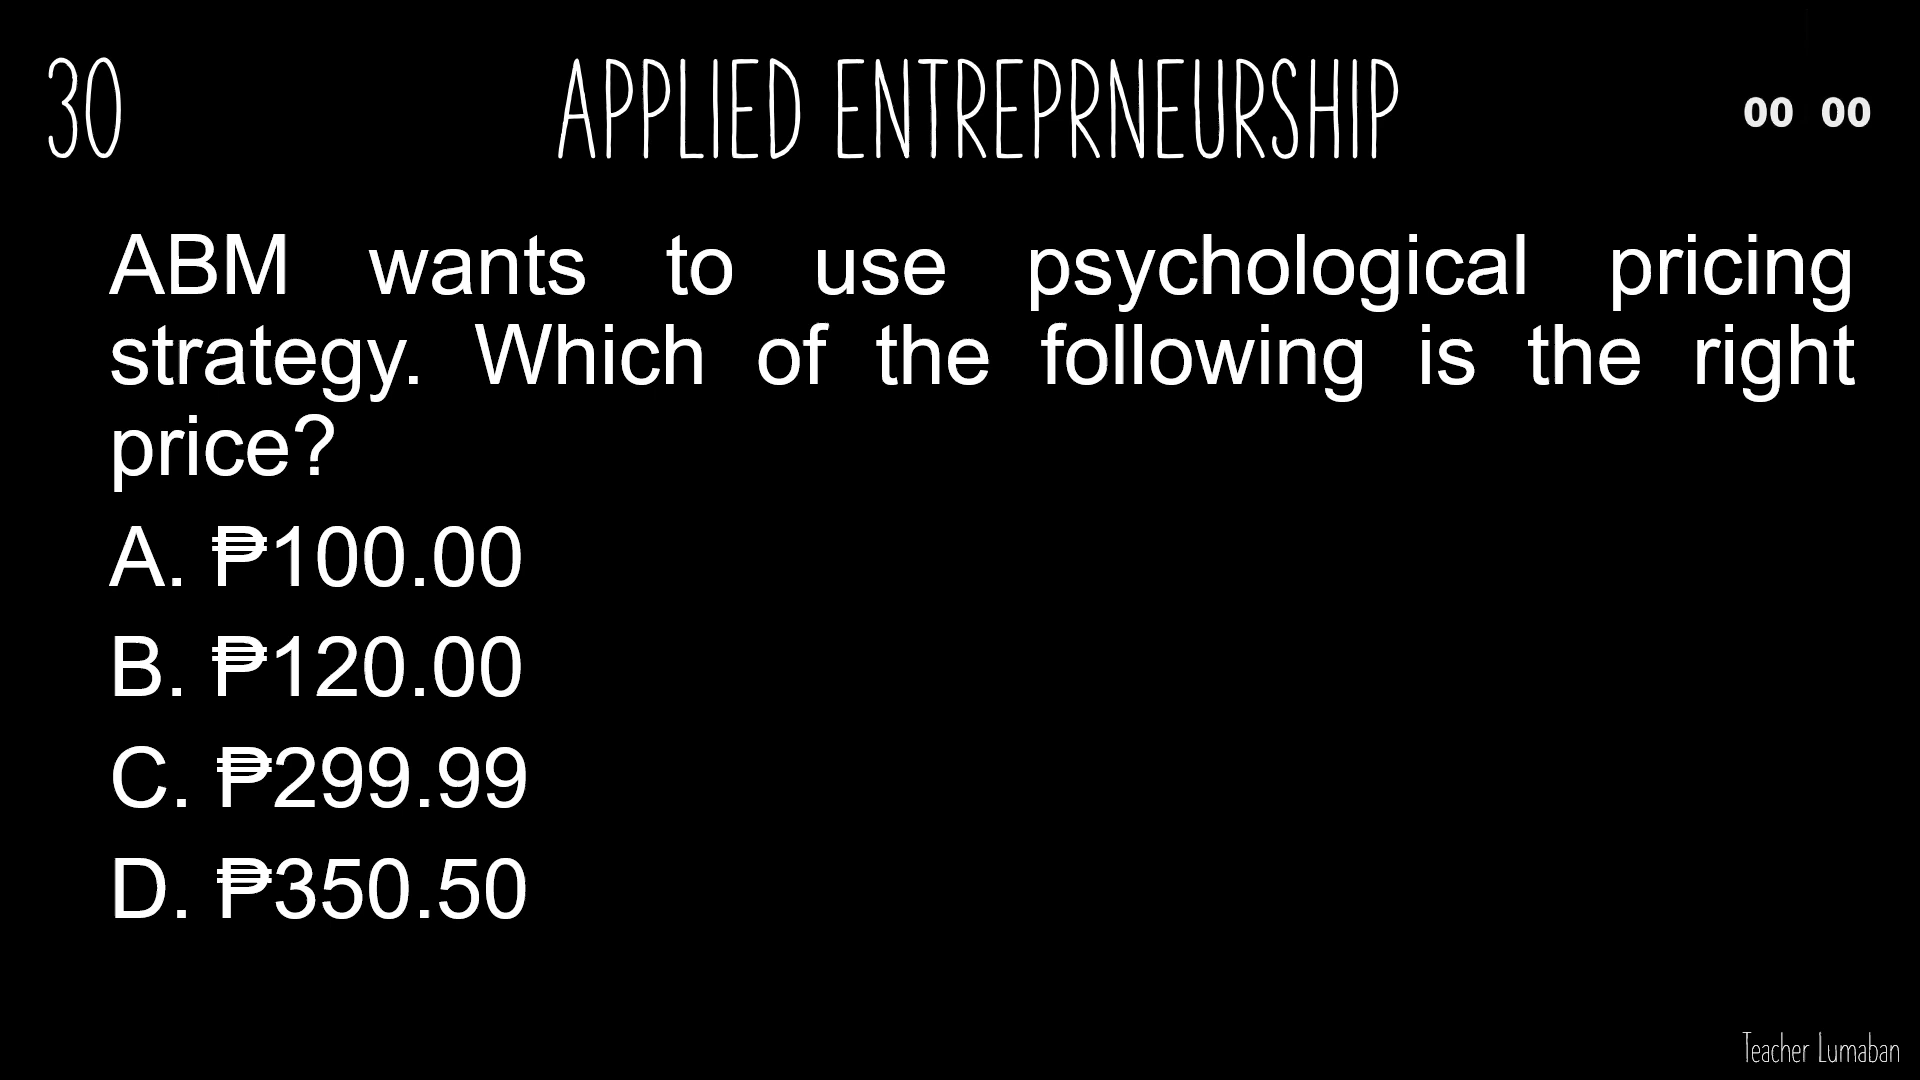 30
APPLIED ENTREPRNEURSHIP
00 00
ABM wants to use psychological pricing
strategy. Which of the following is the right
price?
A. ₱100.00
B. ₱120.00
C. ₱299.99
D. ₱350.50
Teacher Lumaban